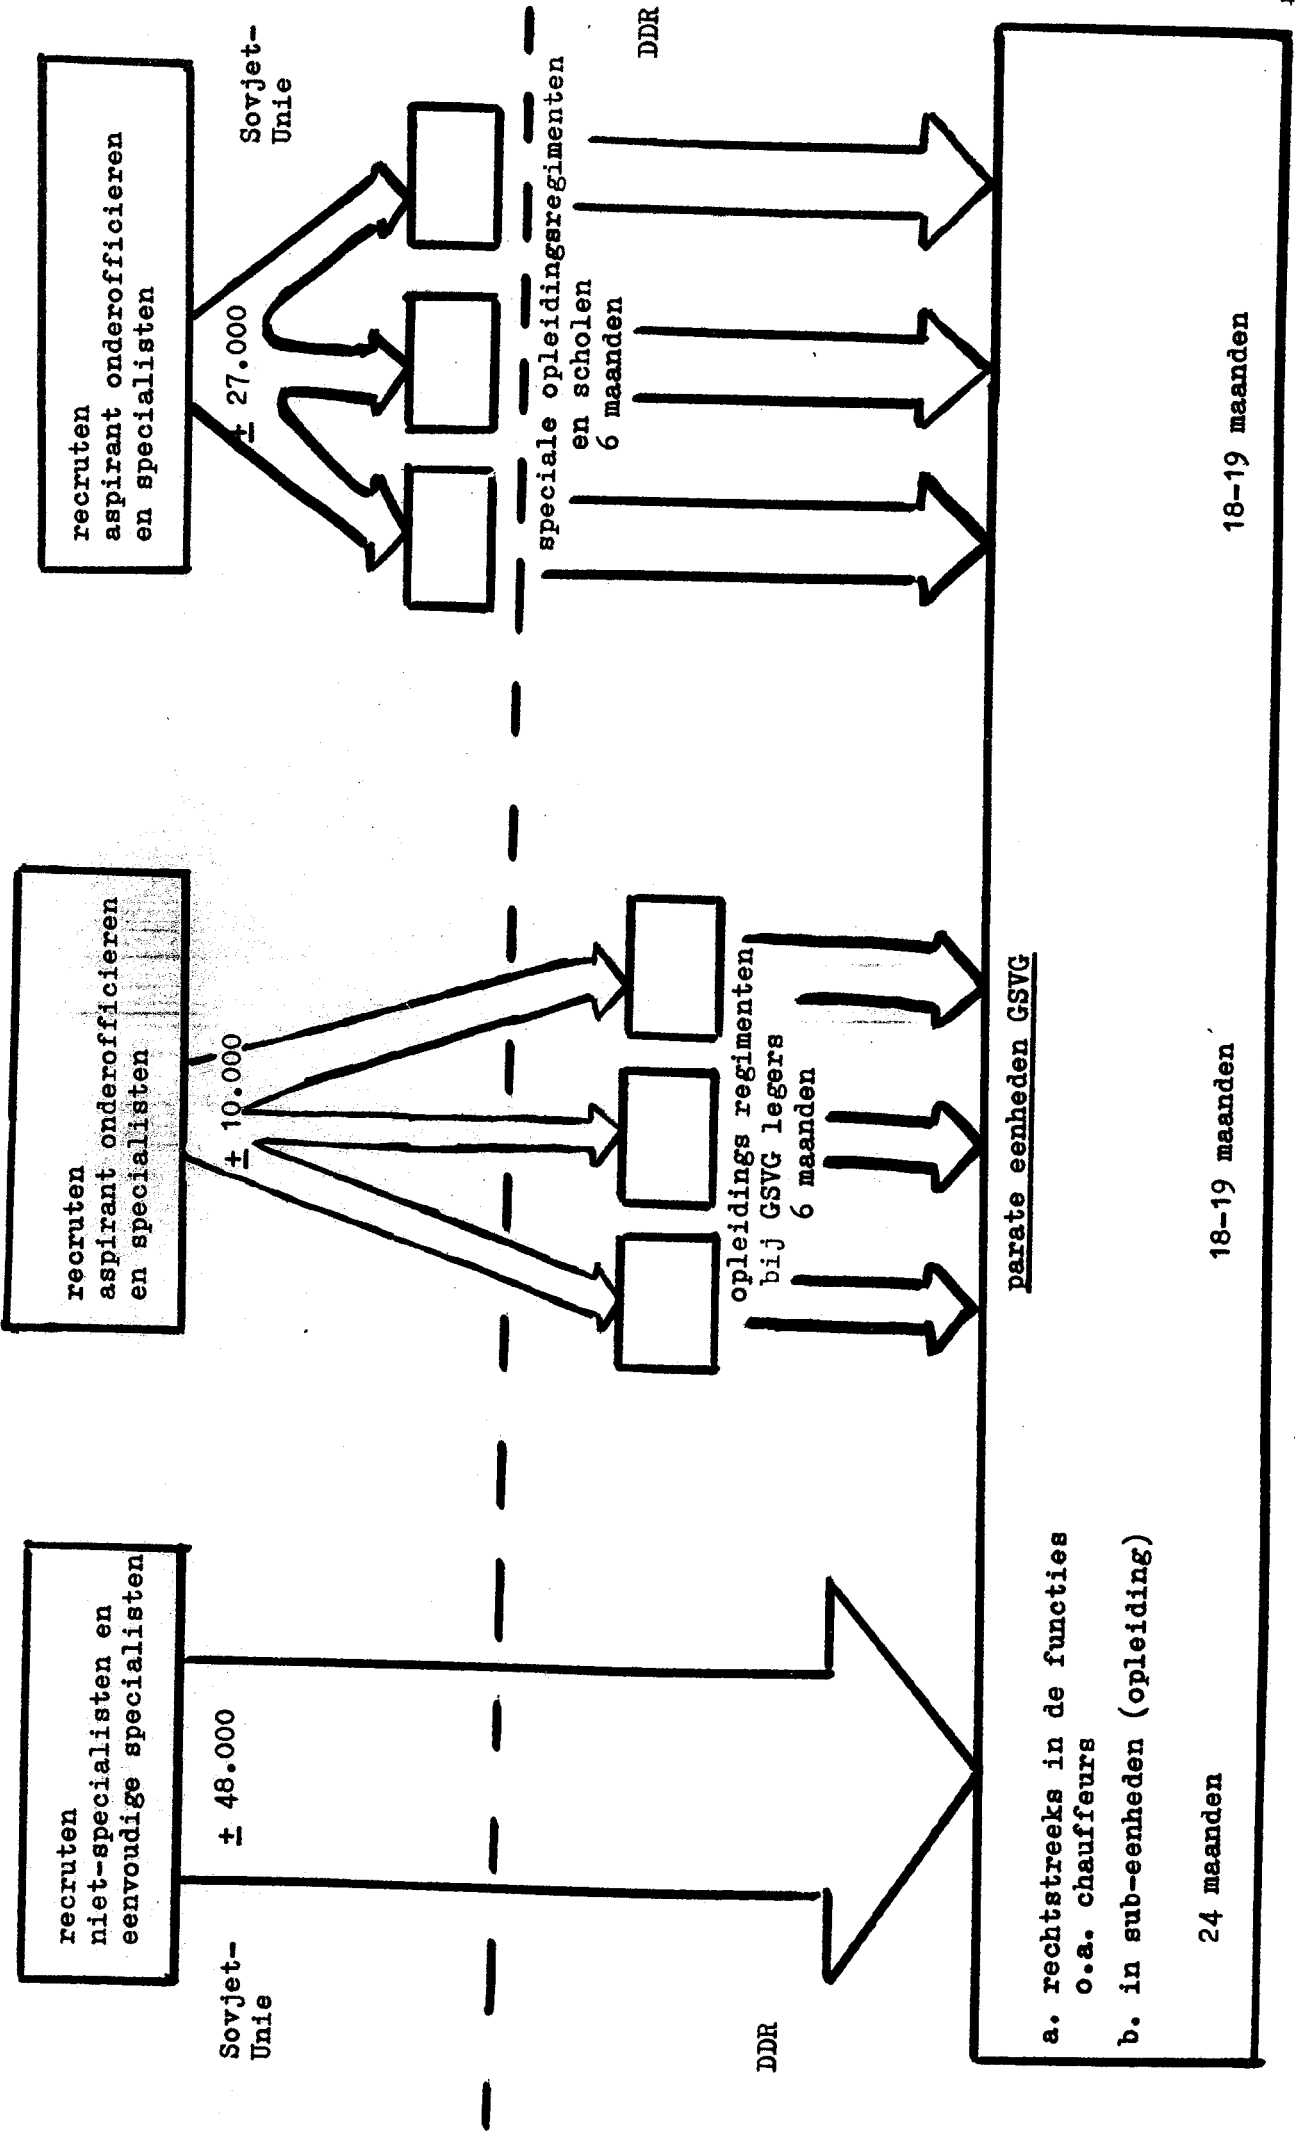 recruten
niet-specialisten en
eenvoudige specialisten
recruten
aspirant onderofficieren
en specialisten
recruten
aspirant onderofficieren
en specialisten
Sovjet-
Unie
± 48.000
± 10.000
± 27.000
Sovjet-
Unie
speciale opleidingsregimenten
en scholen
6 maanden
DDR
DDR
opleidings regimenten
bij GSVG legers
6 maanden
parate eenheden GSVG
a. rechtstreeks in de functies
o.a. chauffeurs
b. in sub-eenheden (opleiding)
24 maanden
18-19 maanden
18-19 maanden